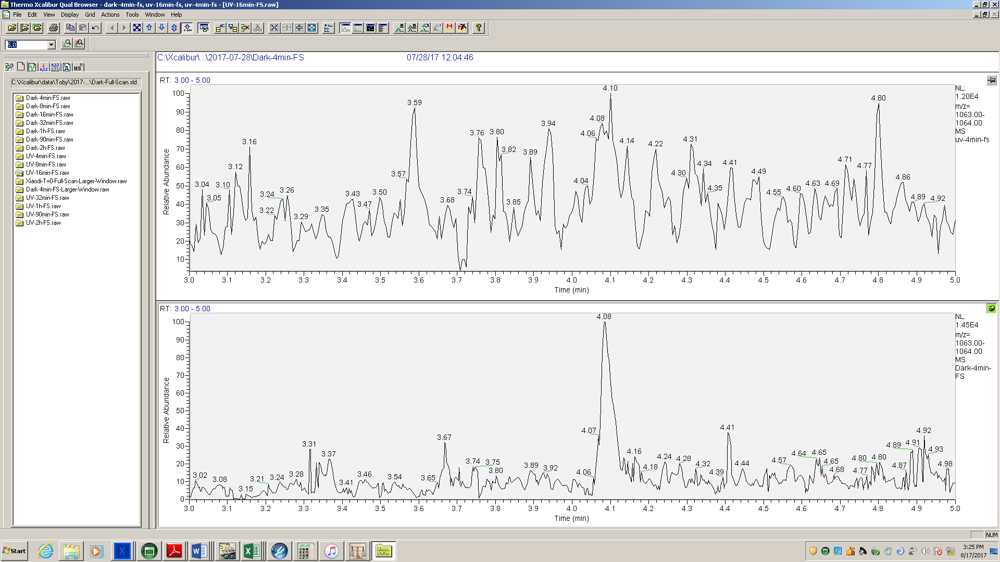 Thermo Xcalibur Qual Browser - dark-4min-fs, uv-16min-fs, uv-4min-fs - [UV-16min-FS.raw]
File Edit View Display Grid Actions Tools Window Help
5.0
C:\Xcalibur\data\Toby\2017-...\Dark-Full-Scan.sld
Dark-4min-FS.raw
Dark-8min-FS.raw
Dark-16min-FS.raw
Dark-32min-FS.raw
Dark-1h-FS.raw
Dark-90min-FS.raw
Dark-2h-FS.raw
UV-4min-FS.raw
UV-8min-FS.raw
UV-16min-FS.raw
Xiaodi-T=0-Full-Scan-Larger-Window.raw
Dark-4min-FS-Larger-Window.raw
UV-32min-FS.raw
UV-1h-FS.raw
UV-90min-FS.raw
UV-2h-FS.raw
C:\Xcalibur\...\2017-07-28\Dark-4min-FS 07/28/17 12:04:46
RT: 3.00 - 5.00
NL:
1.20E4
m/z=
1063.00-
1064.00
MS
uv-4min-fs
Relative Abundance
100
90
80
70
60
50
40
30
20
10
3.04 3.05 3.10 3.12 3.16 3.22 3.24 3.26 3.29 3.35 3.43 3.47 3.50 3.57 3.59 3.68 3.74 3.76 3.80 3.82 3.85 3.89 3.94 4.04 4.06 4.08 4.10 4.14 4.22 4.30 4.31 4.34 4.35 4.41 4.49 4.55 4.60 4.63 4.69 4.71 4.77 4.80 4.86 4.89 4.92
3.0 3.1 3.2 3.3 3.4 3.5 3.6 3.7 3.8 3.9 4.0 4.1 4.2 4.3 4.4 4.5 4.6 4.7 4.8 4.9 5.0
Time (min)
RT: 3.00 - 5.00
NL:
1.45E4
m/z=
1063.00-
1064.00
MS
Dark-4min-
FS
Relative Abundance
100
90
80
70
60
50
40
30
20
10
0
3.02 3.08 3.15 3.21 3.24 3.28 3.31 3.37 3.41 3.46 3.54 3.65 3.67 3.74 3.75 3.80 3.89 3.92 4.06 4.07 4.08 4.16 4.18 4.24 4.28 4.32 4.39 4.41 4.44 4.57 4.64 4.65 4.65 4.68 4.77 4.80 4.80 4.87 4.89 4.91 4.92 4.93 4.98
3.0 3.1 3.2 3.3 3.4 3.5 3.6 3.7 3.8 3.9 4.0 4.1 4.2 4.3 4.4 4.5 4.6 4.7 4.8 4.9 5.0
Time (min)
NUM
Start
3:25 PM
8/17/2017